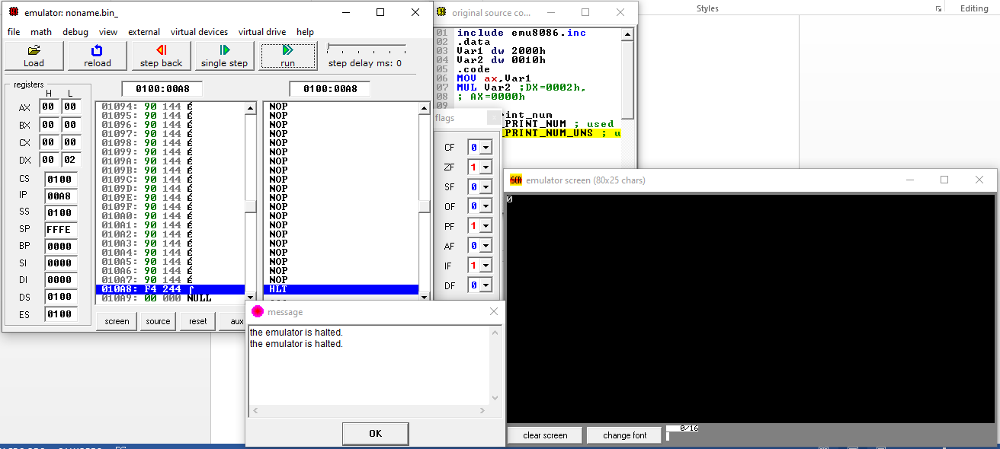 Styles
Editing
emulator: noname.bin_
file math debug view external virtual devices virtual drive help
Load reload step back single step run step delay ms: 0
registers
H L
AX 00 00
BX 00 00
CX 00 00
DX 00 02
CS 0100
IP 00A8
SS 0100
SP FFFE
BP 0000
SI 0000
DI 0000
DS 0100
ES 0100
0100:00A8 0100:00A8
01094: 90 144 É NOP
01095: 90 144 É NOP
01096: 90 144 É NOP
01097: 90 144 É NOP
01098: 90 144 É NOP
01099: 90 144 É NOP
0109A: 90 144 É NOP
0109B: 90 144 É NOP
0109C: 90 144 É NOP
0109D: 90 144 É NOP
0109E: 90 144 É NOP
0109F: 90 144 É NOP
010A0: 90 144 É NOP
010A1: 90 144 É NOP
010A2: 90 144 É NOP
010A3: 90 144 É NOP
010A4: 90 144 É NOP
010A5: 90 144 É NOP
010A6: 90 144 É NOP
010A7: 90 144 É NOP
010A8: F4 244 ⌠ HLT
010A9: 00 000 NULL
screen source reset aux
original source co...
01 include emu8086.inc
02 .data
03 Var1 dw 2000h
04 Var2 dw 0010h
05 .code
06 MOV ax,Var1
07 MUL Var2 ;DX=0002h,
08 ; AX=0000h
09
rint_num
_PRINT_NUM ; used
_PRINT_NUM_UNS ; u
flags
CF 0
ZF 1
SF 0
OF 0
PF 1
AF 0
IF 1
DF 0
message
the emulator is halted.
the emulator is halted.
OK
SCR emulator screen (80x25 chars)
0
clear screen change font 0/16